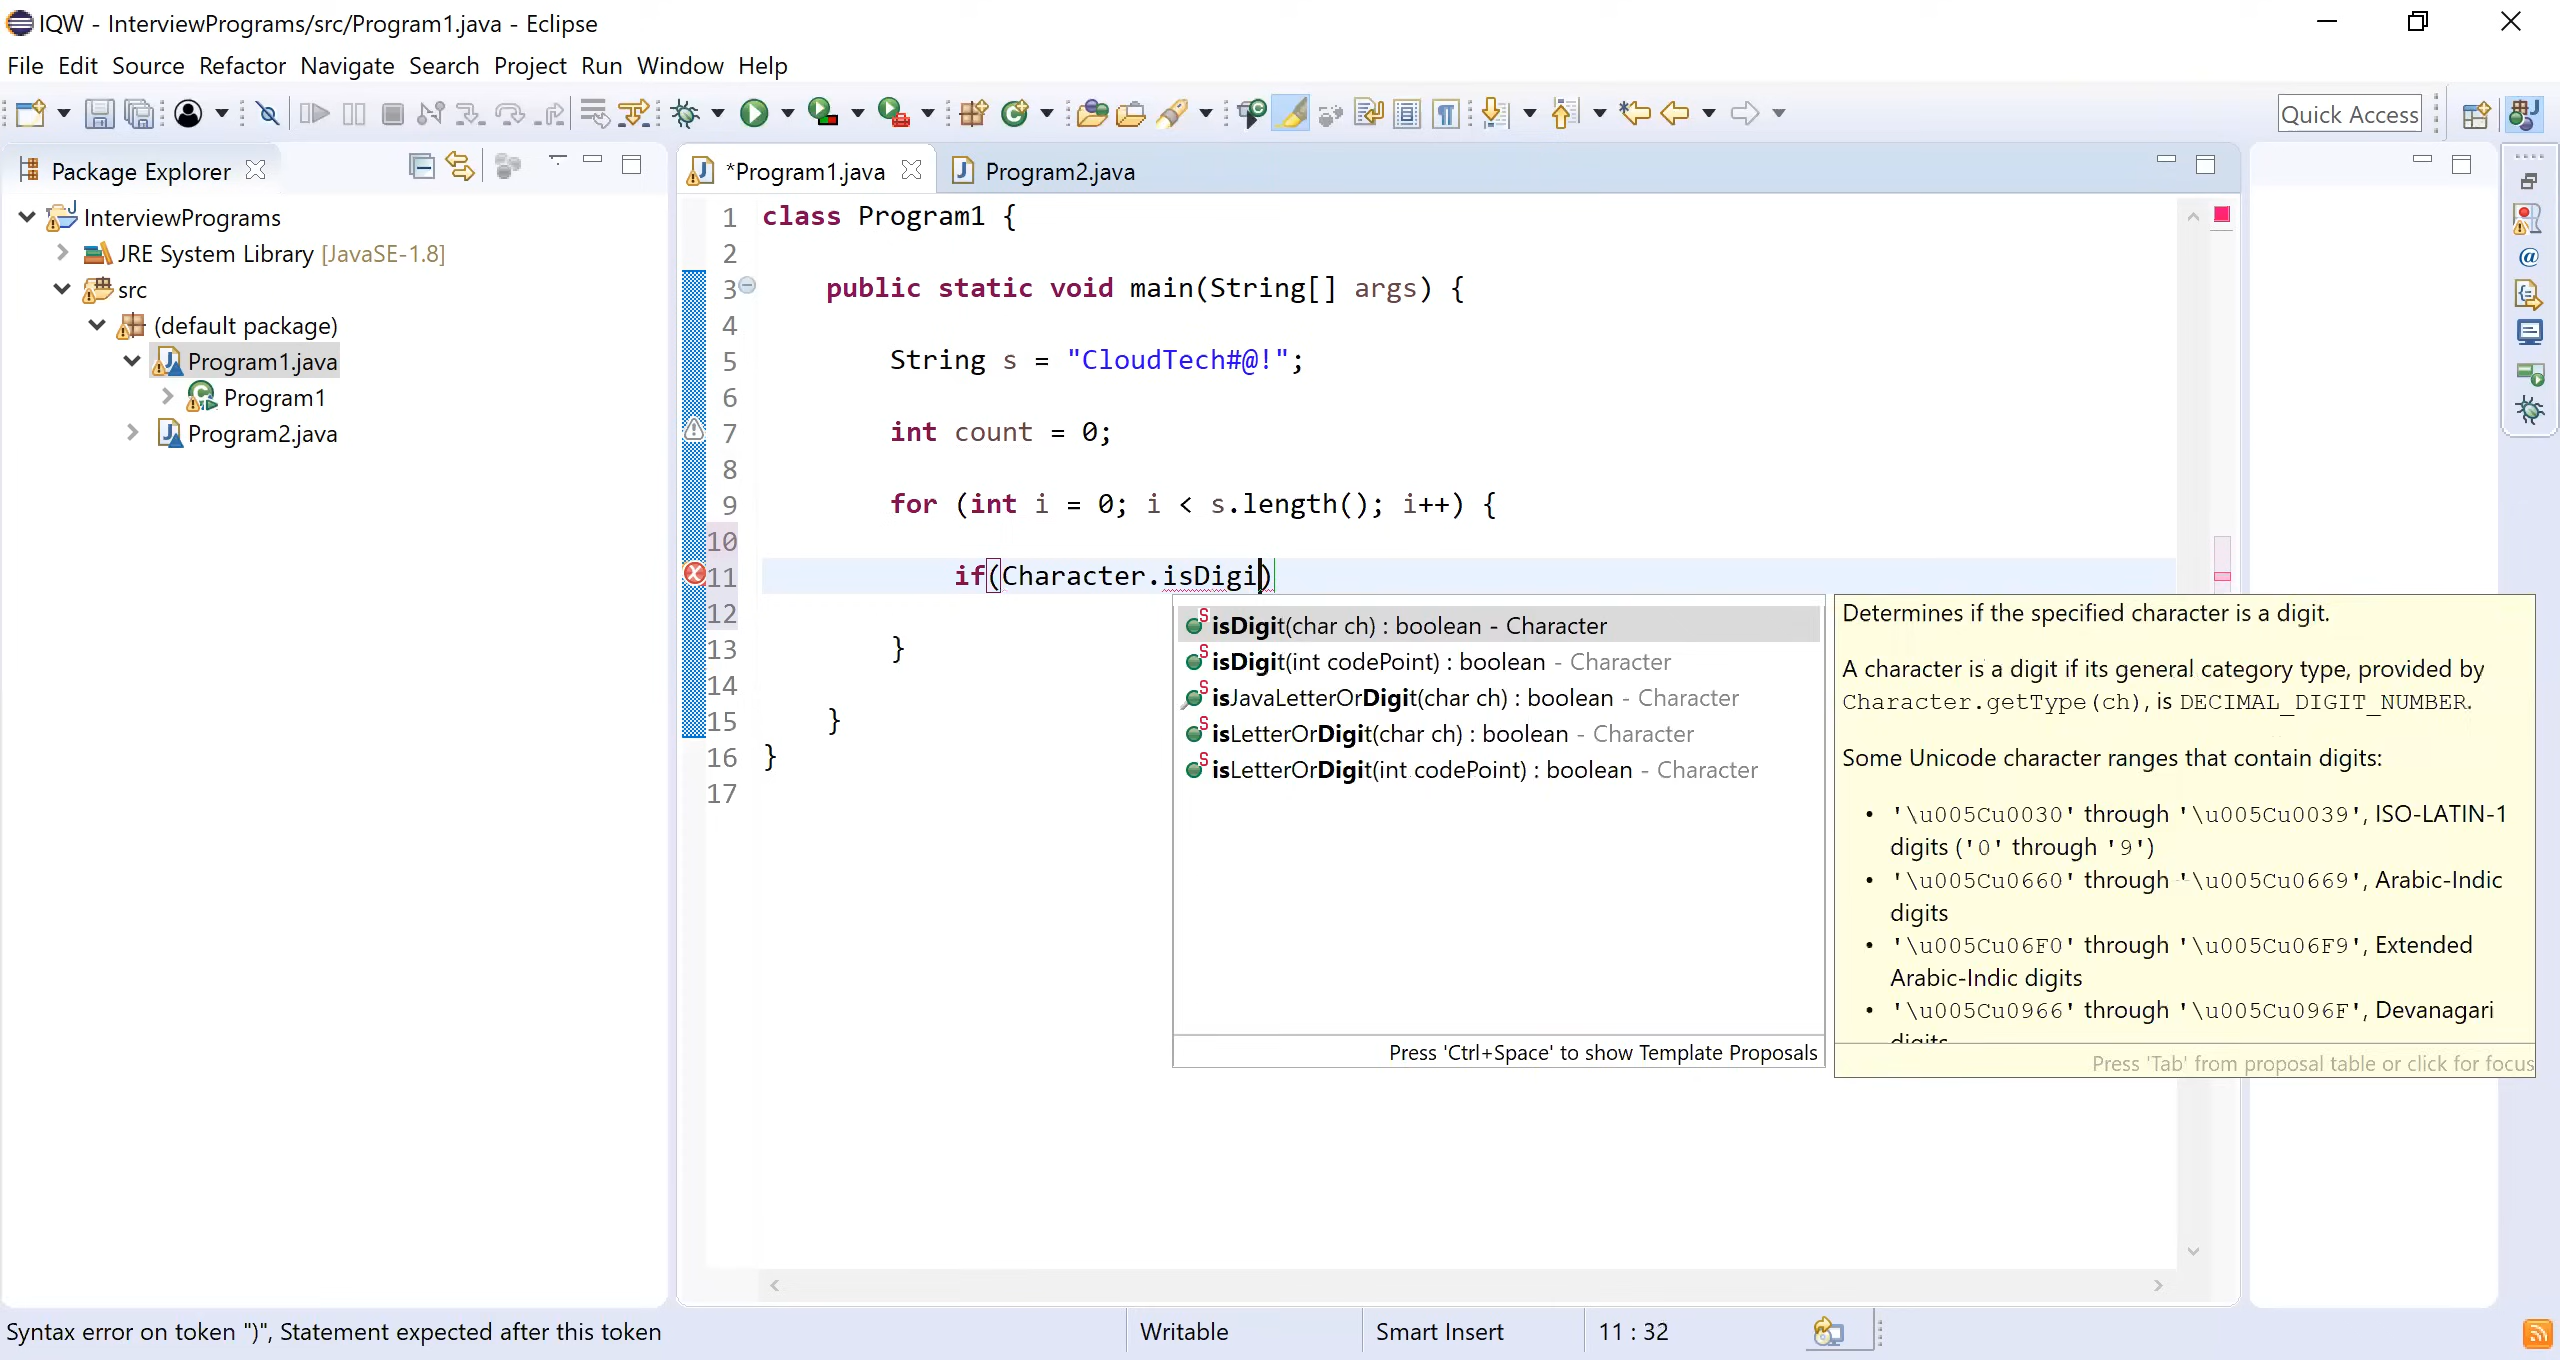 IQW - InterviewPrograms/src/Program1.java - Eclipse
File Edit Source Refactor Navigate Search Project Run Window Help
Quick Access
Package Explorer
*Program1.java Program2.java
InterviewPrograms
JRE System Library [JavaSE-1.8]
src
(default package)
Program1.java
Program1
Program2.java
1 class Program1 {
2
3 public static void main(String[] args) {
4
5 String s = "CloudTech#@!";
6
7 int count = 0;
8
9 for (int i = 0; i < s.length(); i++) {
10
11 if(Character.isDigi)
12
13 }
14
15 }
16 }
17
isDigit(char ch) : boolean - Character
isDigit(int codePoint) : boolean - Character
isJavaLetterOrDigit(char ch) : boolean - Character
isLetterOrDigit(char ch) : boolean - Character
isLetterOrDigit(int codePoint) : boolean - Character
Press 'Ctrl+Space' to show Template Proposals
Determines if the specified character is a digit.
A character is a digit if its general category type, provided by
Character.getType(ch), is DECIMAL_DIGIT_NUMBER.
Some Unicode character ranges that contain digits:
• '\u005Cu0030' through '\u005Cu0039', ISO-LATIN-1
digits ('0' through '9')
• '\u005Cu0660' through '\u005Cu0669', Arabic-Indic
digits
• '\u005Cu06F0' through '\u005Cu06F9', Extended
Arabic-Indic digits
• '\u005Cu0966' through '\u005Cu096F', Devanagari
digits
Press 'Tab' from proposal table or click for focus
Syntax error on token ")", Statement expected after this token
Writable
Smart Insert
11 : 32